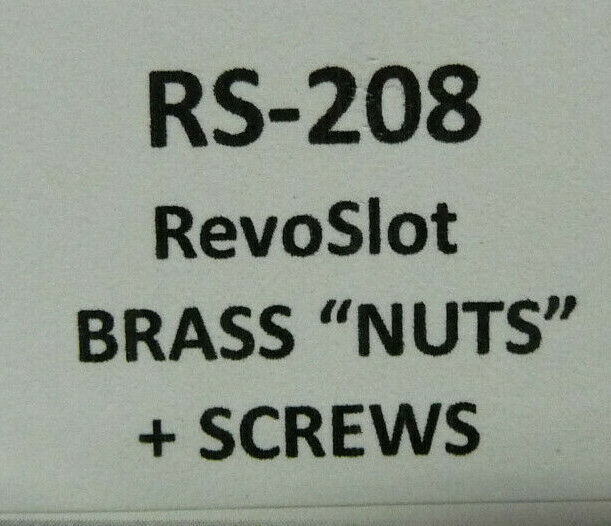 RS-208
RevoSlot
BRASS “NUTS”
+ SCREWS